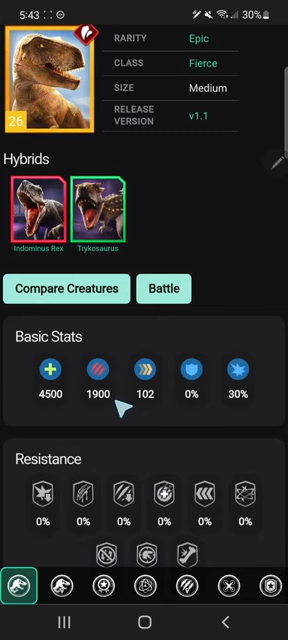 5:43
30%
26
RARITY Epic
CLASS Fierce
SIZE Medium
RELEASE VERSION v1.1
Hybrids
Indominus Rex Trykosaurus
Compare Creatures Battle
Basic Stats
4500 1900 102 0% 30%
Resistance
0% 0% 0% 0% 0% 0%